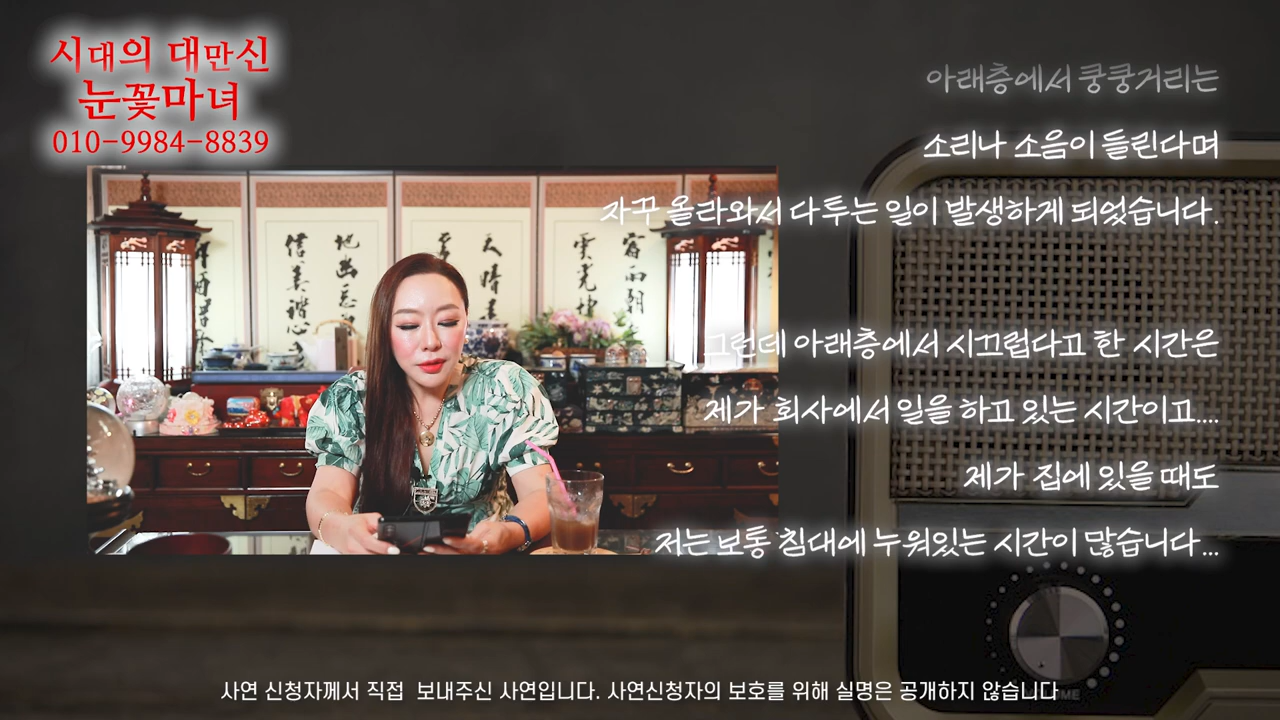 시대의 대만신
눈꽃마녀
010-9984-8839
아래층에서 쿵쿵거리는
소리나 소음이 들린다며
자꾸 올라와서 다투는 일이 발생하게 되었습니다.
그런데 아래층에서 시끄럽다고 한 시간은
제가 회사에서 일을 하고 있는 시간이고....
제가 집에 있을 때도
저는 보통 침대에 누워있는 시간이 많습니다...
사연 신청자께서 직접 보내주신 사연입니다. 사연신청자의 보호를 위해 실명은 공개하지 않습니다